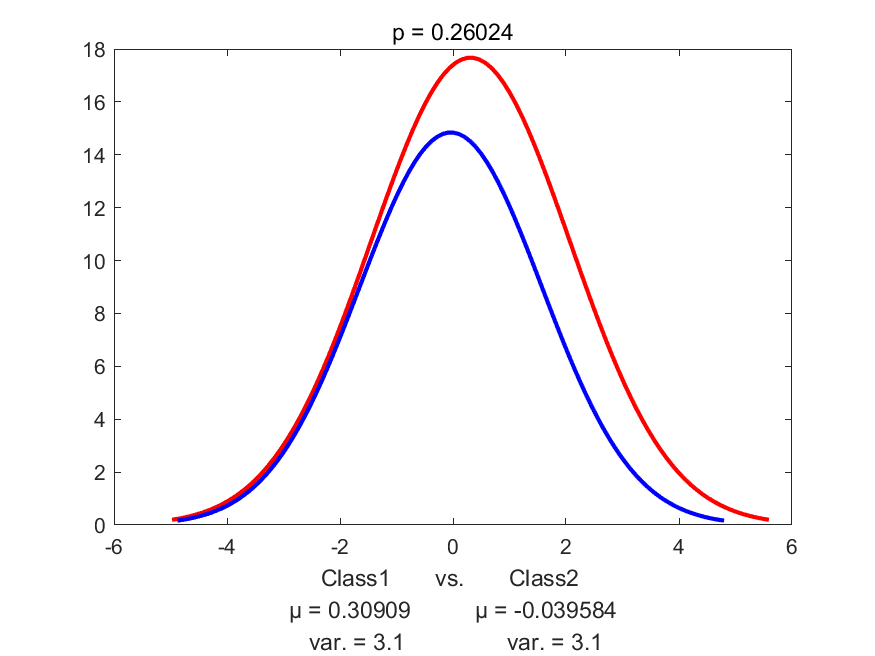 p = 0.26024
18
16
14
12
10
8
6
4
2
0
-6 -4 -2 0 2 4 6
Class1 vs. Class2
μ = 0.30909 μ = -0.039584
var. = 3.1 var. = 3.1